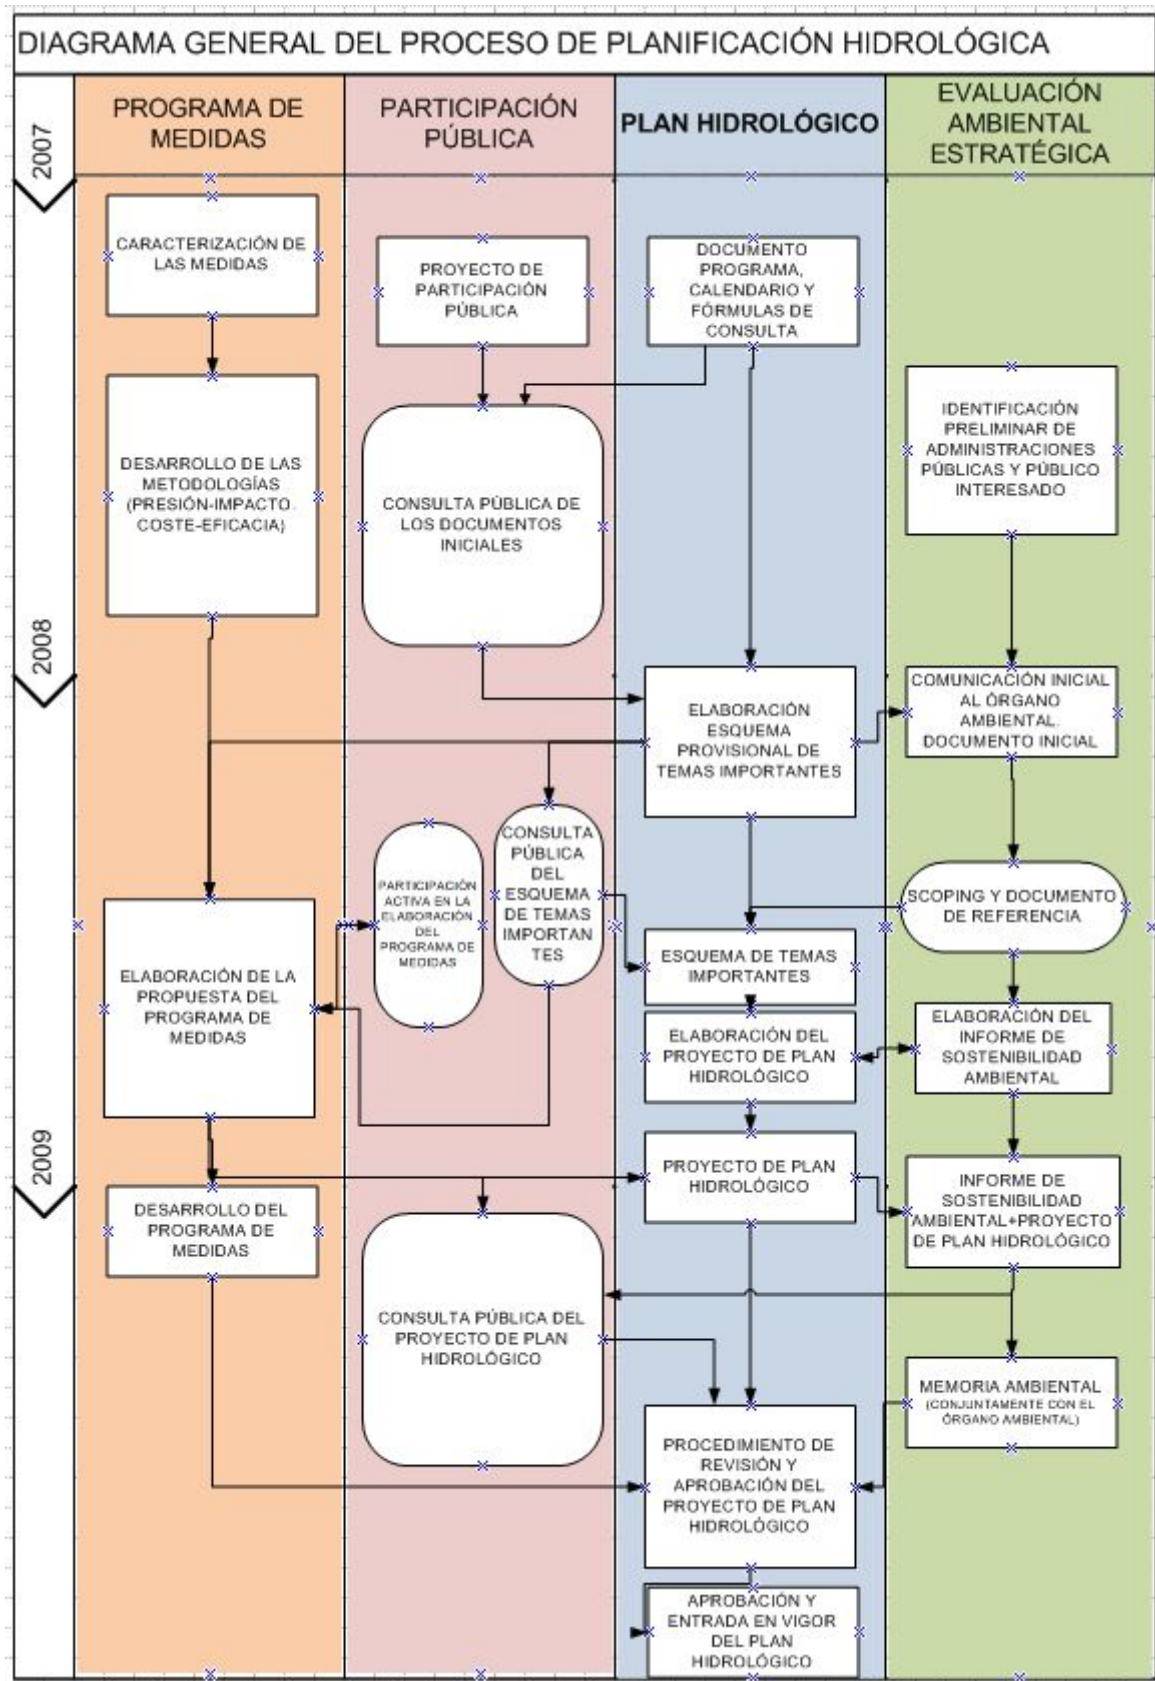 DIAGRAMA GENERAL DEL PROCESO DE PLANIFICACIÓN HIDROLÓGICA
2007
2008
2009
PROGRAMA DE
MEDIDAS
CARACTERIZACIÓN DE
LAS MEDIDAS
DESARROLLO DE LAS
METODOLOGÍAS
(PRESIÓN-IMPACTO.
COSTE-EFICACIA)
ELABORACIÓN DE LA
PROPUESTA DEL
PROGRAMA DE
MEDIDAS
DESARROLLO DEL
PROGRAMA DE
MEDIDAS
PARTICIPACIÓN
PÚBLICA
PROYECTO DE
PARTICIPACIÓN
PÚBLICA
CONSULTA PÚBLICA DE
LOS DOCUMENTOS
INICIALES
PARTICIPACIÓN
ACTIVA EN LA
ELABORACIÓN
DEL
PROGRAMA DE
MEDIDAS
CONSULTA
PÚBLICA
DEL
ESQUEMA
DE TEMAS
IMPORTAN
TES
CONSULTA PÚBLICA DEL
PROYECTO DE PLAN
HIDROLÓGICO
PLAN HIDROLÓGICO
DOCUMENTO
PROGRAMA,
CALENDARIO Y
FÓRMULAS DE
CONSULTA
ELABORACIÓN
ESQUEMA
PROVISIONAL DE
TEMAS IMPORTANTES
ESQUEMA DE TEMAS
IMPORTANTES
ELABORACIÓN DEL
PROYECTO DE PLAN
HIDROLÓGICO
PROYECTO DE PLAN
HIDROLÓGICO
PROCEDIMIENTO DE
REVISIÓN Y
APROBACIÓN DEL
PROYECTO DE PLAN
HIDROLÓGICO
APROBACIÓN Y
ENTRADA EN VIGOR
DEL PLAN
HIDROLÓGICO
EVALUACIÓN
AMBIENTAL
ESTRATÉGICA
IDENTIFICACIÓN
PRELIMINAR DE
ADMINISTRACIONES
PÚBLICAS Y PÚBLICO
INTERESADO
COMUNICACIÓN INICIAL
AL ÓRGANO
AMBIENTAL.
DOCUMENTO INICIAL
SCOPING Y DOCUMENTO
DE REFERENCIA
ELABORACIÓN DEL
INFORME DE
SOSTENIBILIDAD
AMBIENTAL
INFORME DE
SOSTENIBILIDAD
AMBIENTAL+PROYECTO
DE PLAN HIDROLÓGICO
MEMORIA AMBIENTAL
(CONJUNTAMENTE CON EL
ÓRGANO AMBIENTAL)